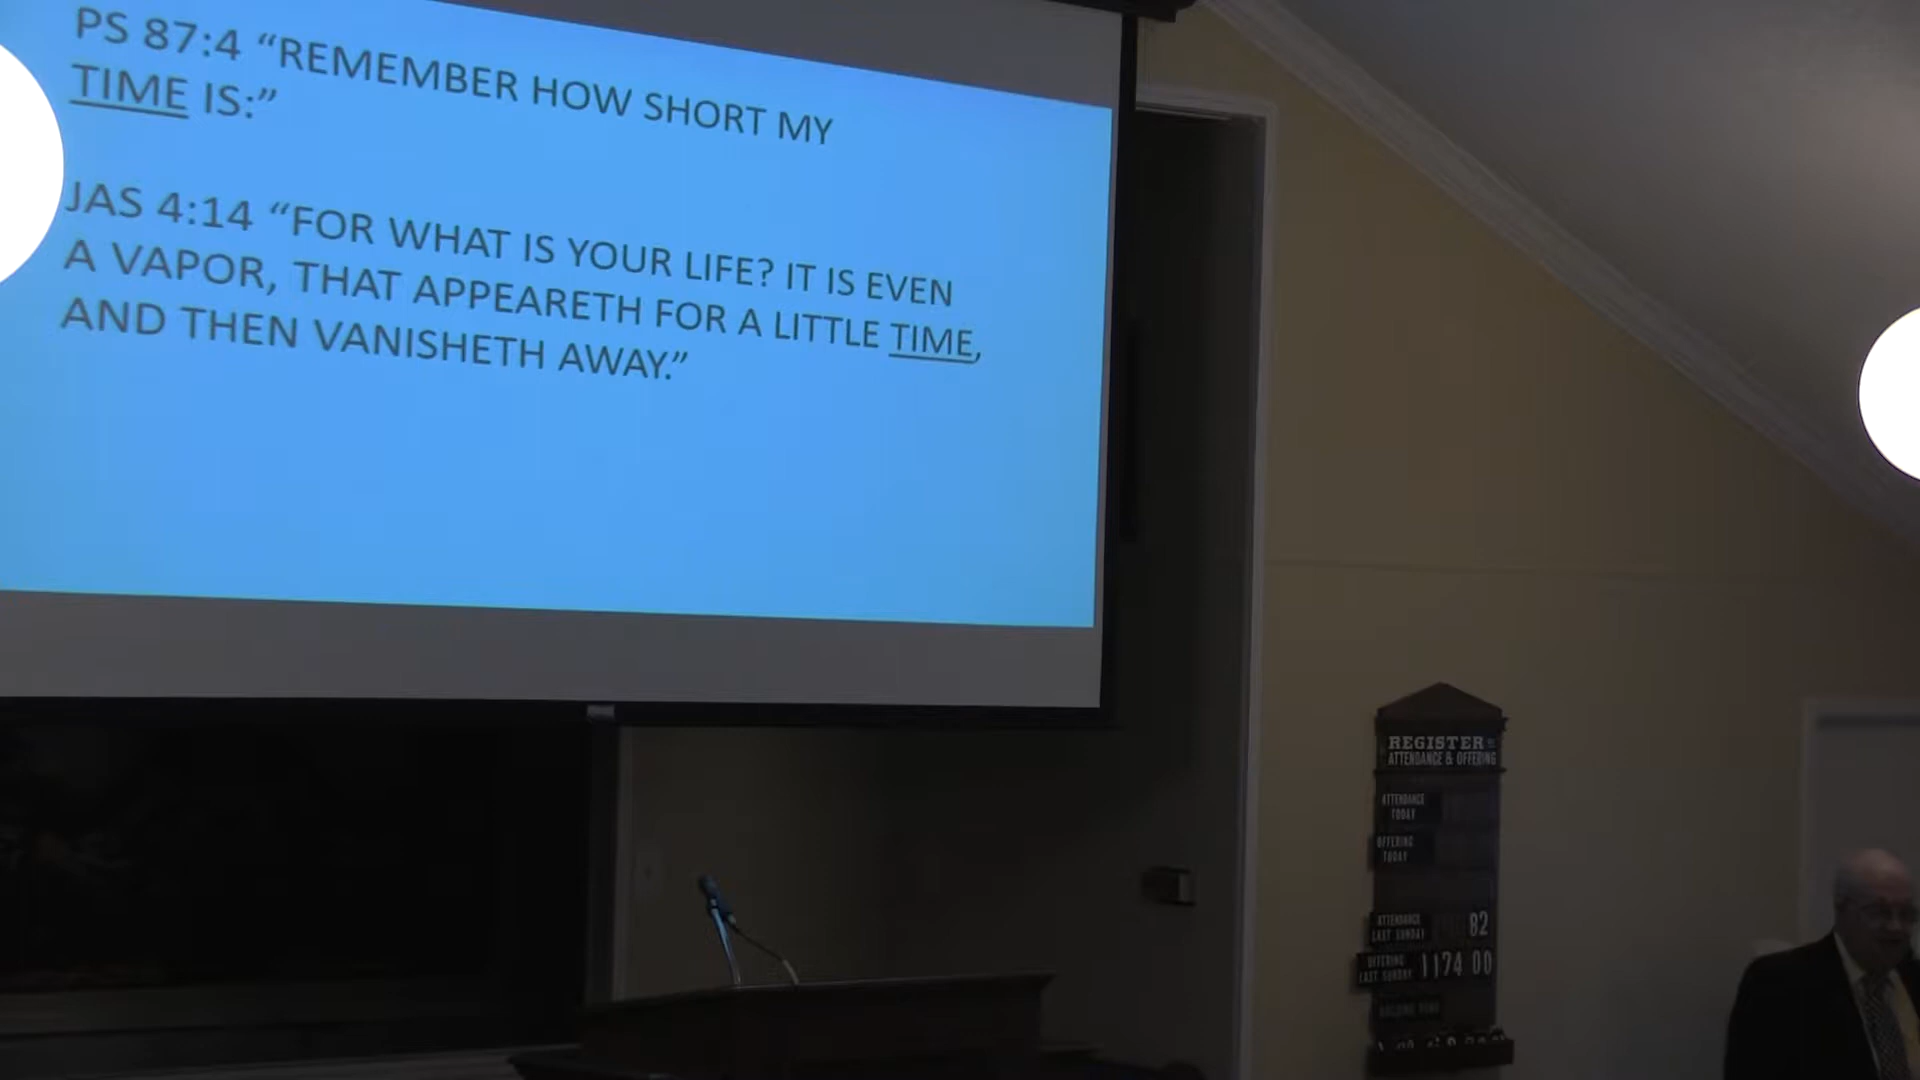 PS 87:4 “REMEMBER HOW SHORT MY
TIME IS:”
JAS 4:14 “FOR WHAT IS YOUR LIFE? IT IS EVEN
A VAPOR, THAT APPEARETH FOR A LITTLE TIME,
AND THEN VANISHETH AWAY.”
REGISTER OF
ATTENDANCE & OFFERING
ATTENDANCE
TODAY
OFFERING
TODAY
ATTENDANCE
LAST SUNDAY 82
OFFERING
LAST SUNDAY 1174 00